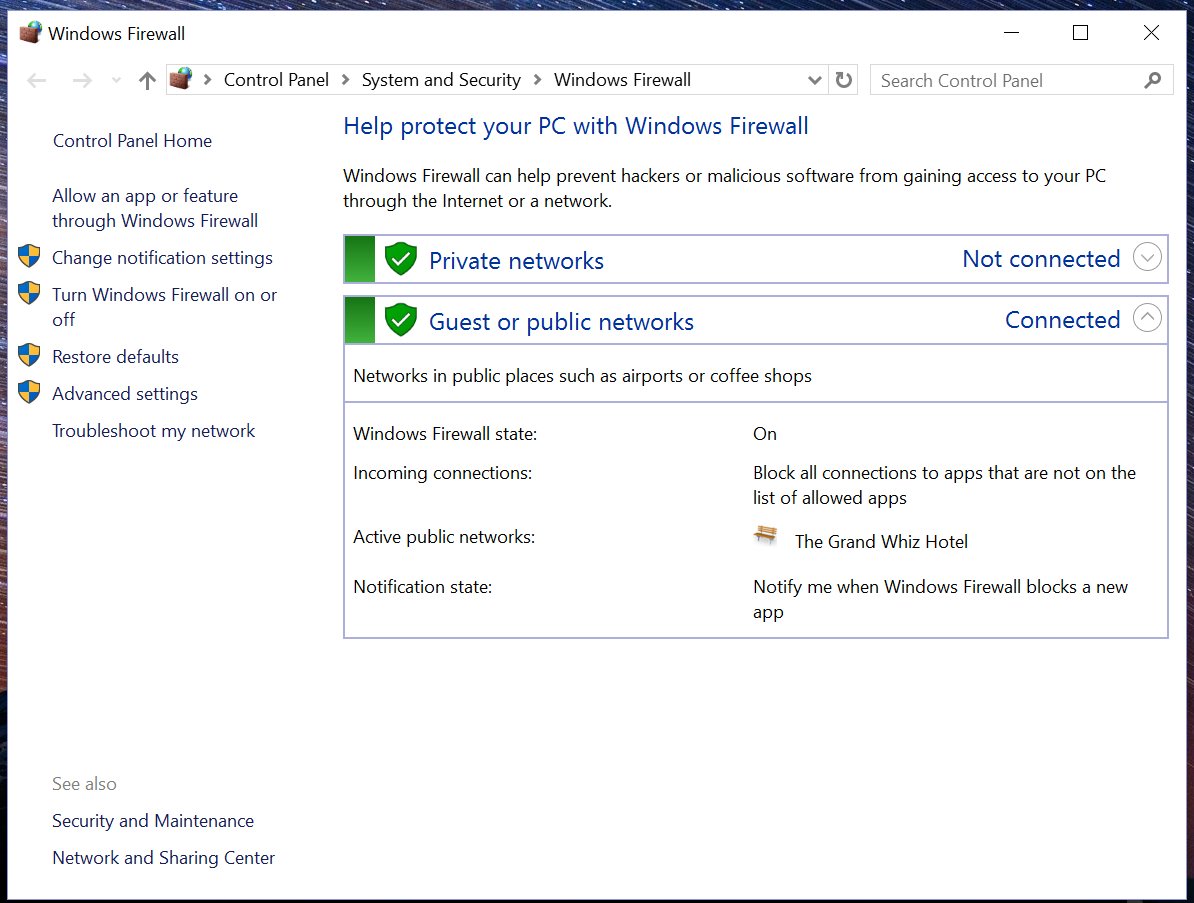 Windows Firewall
Control Panel
System and Security
Windows Firewall
Search Control Panel
Control Panel Home
Allow an app or feature
through Windows Firewall
Change notification settings
Turn Windows Firewall on or
off
Restore defaults
Advanced settings
Troubleshoot my network
See also
Security and Maintenance
Network and Sharing Center
Help protect your PC with Windows Firewall
Windows Firewall can help prevent hackers or malicious software from gaining access to your PC
through the Internet or a network.
Private networks
Not connected
Guest or public networks
Connected
Networks in public places such as airports or coffee shops
Windows Firewall state:
On
Incoming connections:
Block all connections to apps that are not on the
list of allowed apps
Active public networks:
The Grand Whiz Hotel
Notification state:
Notify me when Windows Firewall blocks a new
app